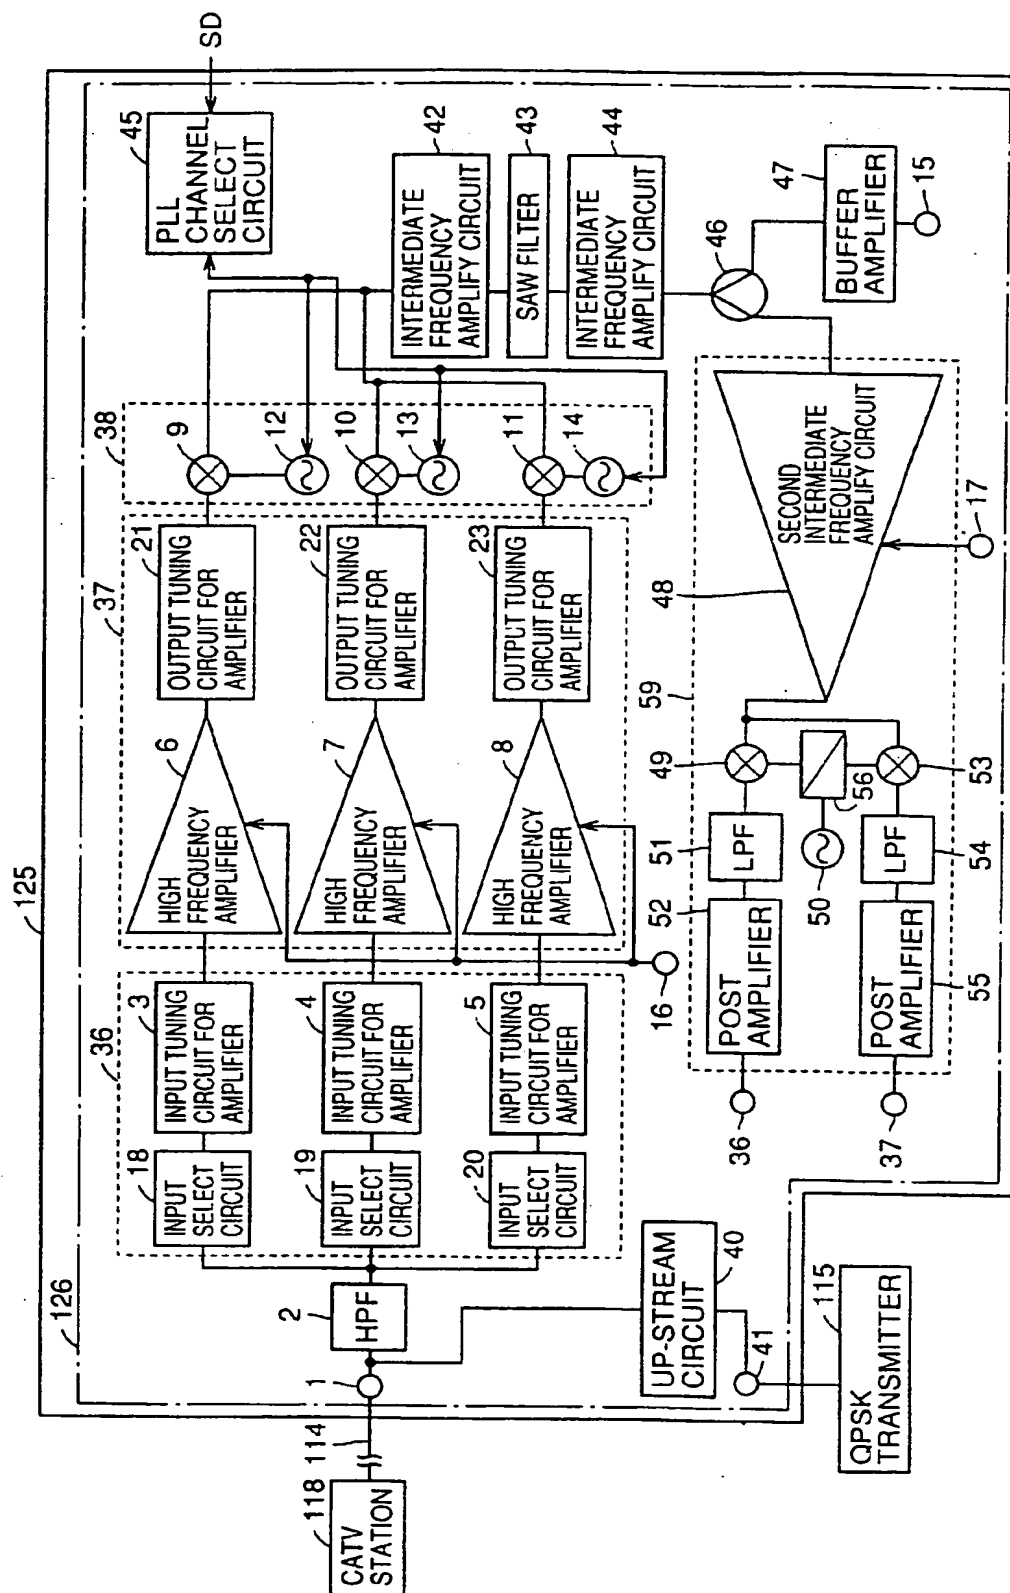 125
126
118
CATV
STATION
114
1
2
HPF
36
18
INPUT
SELECT
CIRCUIT
3
INPUT TUNING
CIRCUIT FOR
AMPLIFIER
19
INPUT
SELECT
CIRCUIT
4
INPUT TUNING
CIRCUIT FOR
AMPLIFIER
20
INPUT
SELECT
CIRCUIT
5
INPUT TUNING
CIRCUIT FOR
AMPLIFIER
16
37
6
HIGH
FREQUENCY
AMPLIFIER
21
OUTPUT TUNING
CIRCUIT FOR
AMPLIFIER
7
HIGH
FREQUENCY
AMPLIFIER
22
OUTPUT TUNING
CIRCUIT FOR
AMPLIFIER
8
HIGH
FREQUENCY
AMPLIFIER
23
OUTPUT TUNING
CIRCUIT FOR
AMPLIFIER
38
9
12
10
13
11
14
45
PLL
CHANNEL
SELECT
CIRCUIT
SD
42
INTERMEDIATE
FREQUENCY
AMPLIFY CIRCUIT
43
SAW FILTER
44
INTERMEDIATE
FREQUENCY
AMPLIFY CIRCUIT
46
47
BUFFER
AMPLIFIER
15
59
48
SECOND
INTERMEDIATE
FREQUENCY
AMPLIFY CIRCUIT
17
49
56
53
50
51
LPF
54
LPF
52
POST
AMPLIFIER
55
POST
AMPLIFIER
36
37
40
UP-STREAM
CIRCUIT
41
115
QPSK
TRANSMITTER